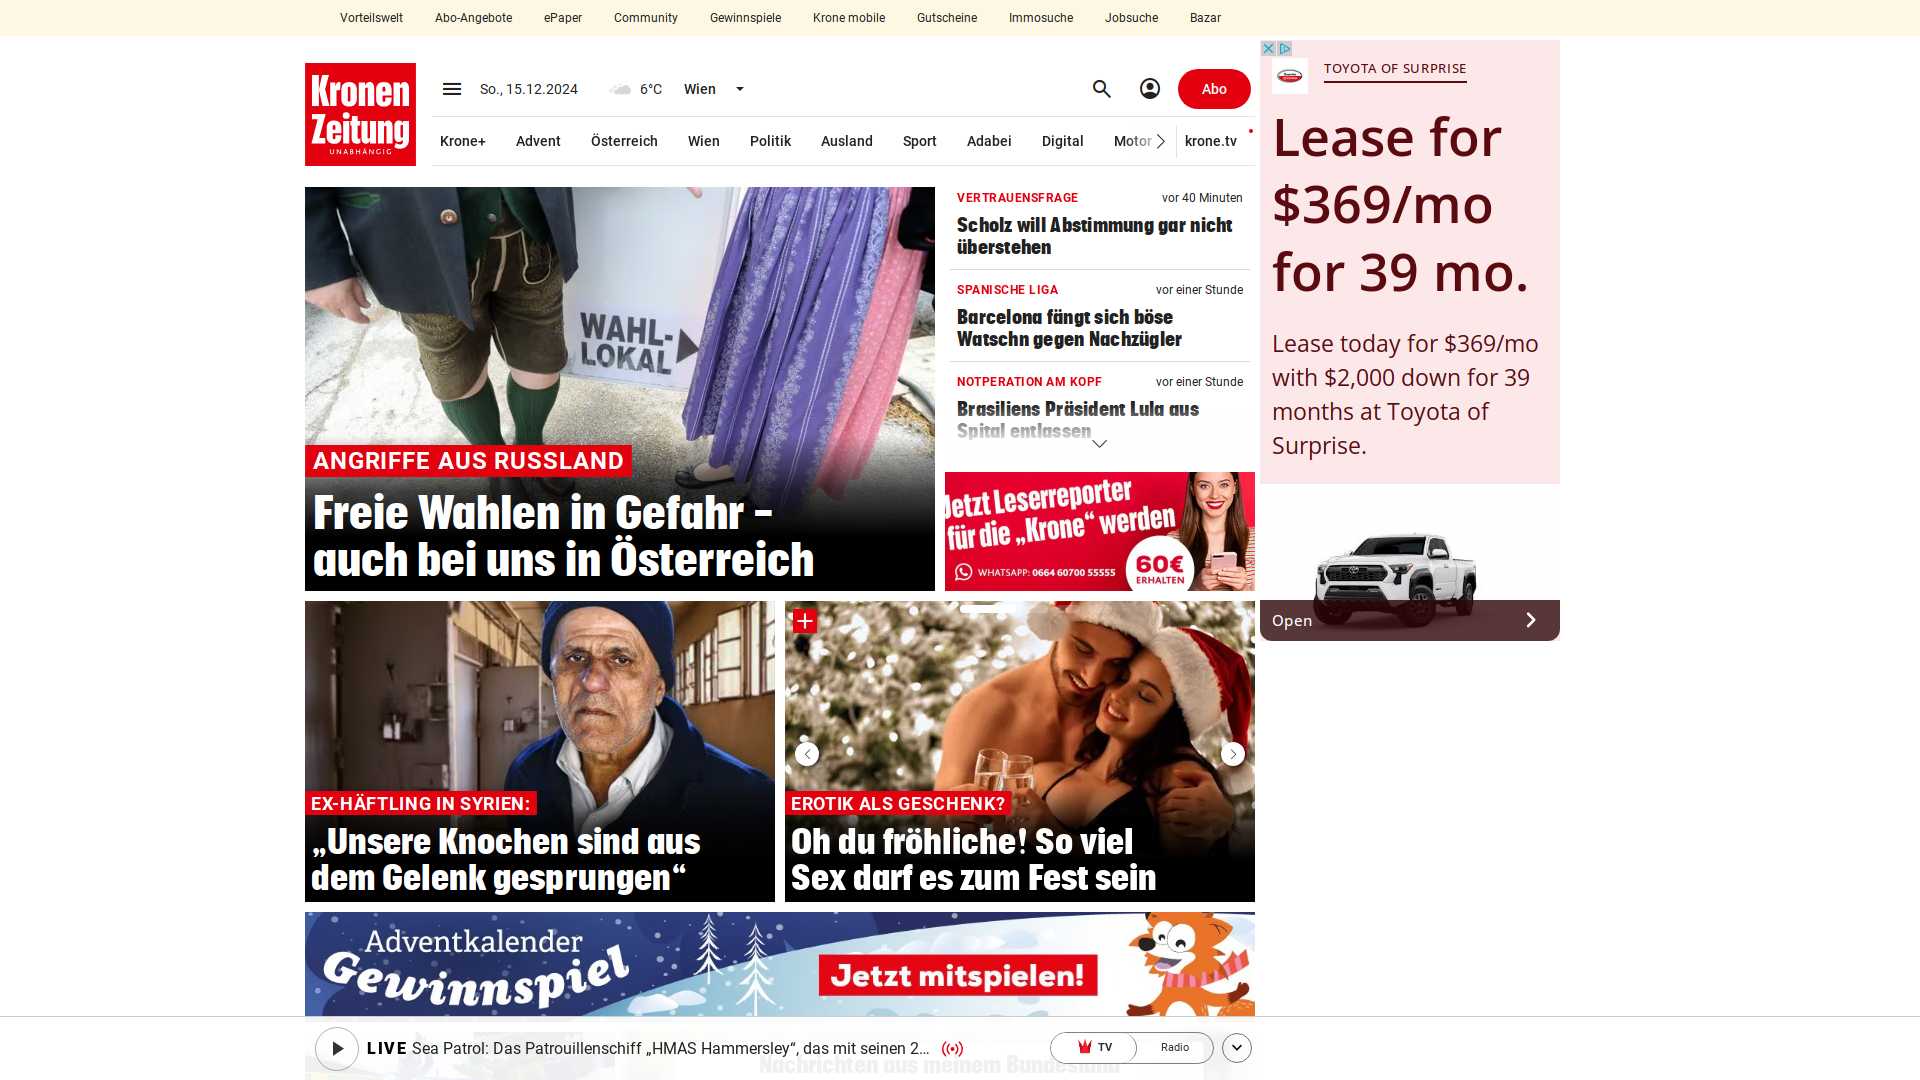 Vorteilswelt
Abo-Angebote
ePaper
Community
Gewinnspiele
Krone mobile
Gutscheine
Immosuche
Jobsuche
Bazar
Kronen
Zeitung
UNABHÄNGIG
So., 15.12.2024
6°C
Wien
Abo
Krone+
Advent
Österreich
Wien
Politik
Ausland
Sport
Adabei
Digital
Motor
krone.tv
WAHL-
LOKAL
ANGRIFFE AUS RUSSLAND
Freie Wahlen in Gefahr –
auch bei uns in Österreich
VERTRAUENSFRAGE
vor 40 Minuten
Scholz will Abstimmung gar nicht
überstehen
SPANISCHE LIGA
vor einer Stunde
Barcelona fängt sich böse
Watschn gegen Nachzügler
NOTPERATION AM KOPF
vor einer Stunde
Brasiliens Präsident Lula aus
Spital entlassen
Jetzt Leserreporter
für die „Krone“ werden
WHATSAPP: 0664 60700 55555
60€
ERHALTEN
EX-HÄFTLING IN SYRIEN:
„Unsere Knochen sind aus
dem Gelenk gesprungen“
EROTIK ALS GESCHENK?
Oh du fröhliche! So viel
Sex darf es zum Fest sein
Adventkalender
Gewinnspiel
Jetzt mitspielen!
LIVE Sea Patrol: Das Patrouillenschiff „HMAS Hammersley“, das mit seinen 2...
TV
Radio
Nachrichten aus meinem Bundesland
TOYOTA OF SURPRISE
Lease for
$369/mo
for 39 mo.
Lease today for $369/mo
with $2,000 down for 39
months at Toyota of
Surprise.
Open